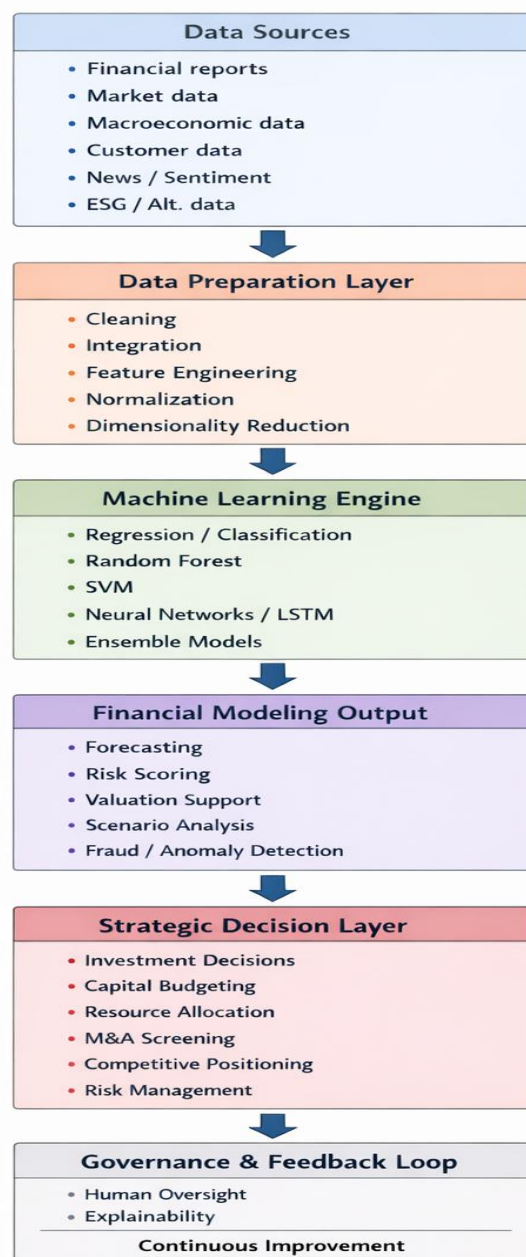 Data Sources
• Financial reports
• Market data
• Macroeconomic data
• Customer data
• News / Sentiment
• ESG / Alt. data
Data Preparation Layer
• Cleaning
• Integration
• Feature Engineering
• Normalization
• Dimensionality Reduction
Machine Learning Engine
• Regression / Classification
• Random Forest
• SVM
• Neural Networks / LSTM
• Ensemble Models
Financial Modeling Output
• Forecasting
• Risk Scoring
• Valuation Support
• Scenario Analysis
• Fraud / Anomaly Detection
Strategic Decision Layer
• Investment Decisions
• Capital Budgeting
• Resource Allocation
• M&A Screening
• Competitive Positioning
• Risk Management
Governance & Feedback Loop
• Human Oversight
• Explainability
Continuous Improvement